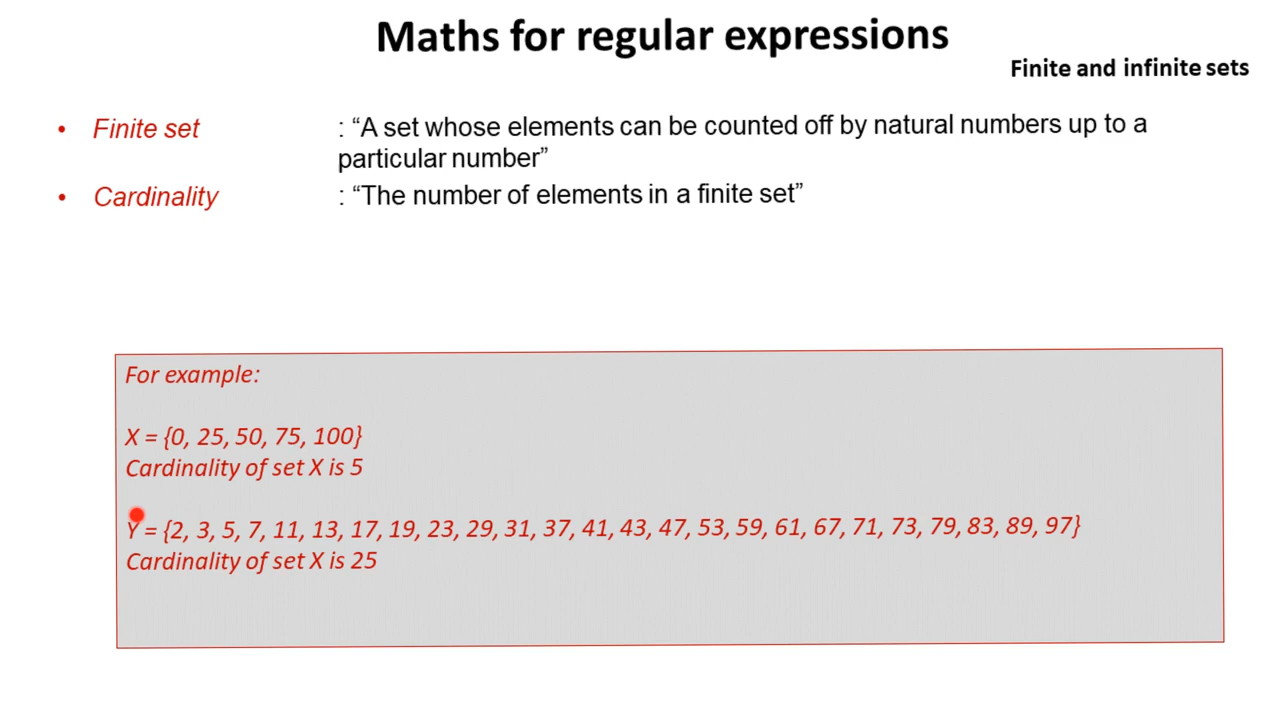 Maths for regular expressions
Finite and infinite sets
• Finite set : “A set whose elements can be counted off by natural numbers up to a
particular number”
• Cardinality : “The number of elements in a finite set”
For example:
X = {0, 25, 50, 75, 100}
Cardinality of set X is 5
Y = {2, 3, 5, 7, 11, 13, 17, 19, 23, 29, 31, 37, 41, 43, 47, 53, 59, 61, 67, 71, 73, 79, 83, 89, 97}
Cardinality of set X is 25